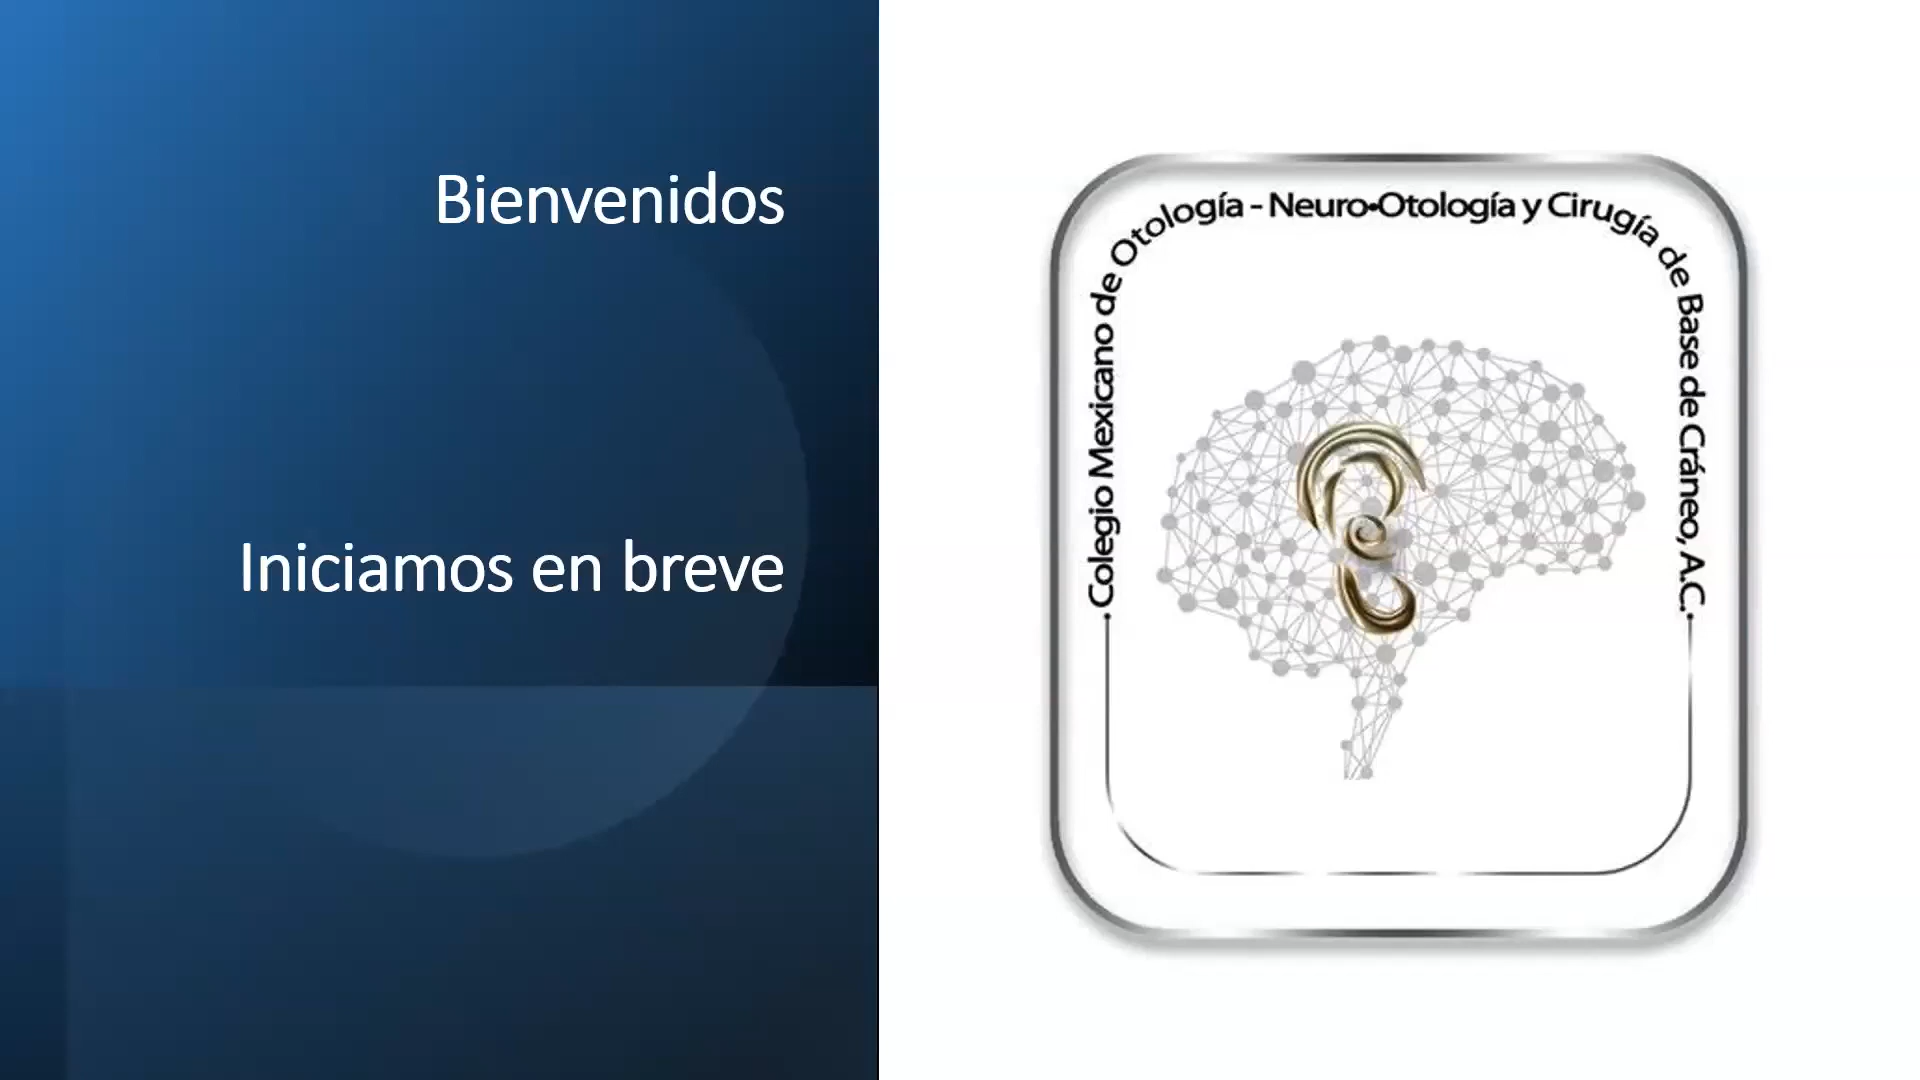 Bienvenidos
Iniciamos en breve
Colegio Mexicano de Otología - Neuro•Otología y Cirugía de Base de Cráneo, A.C.